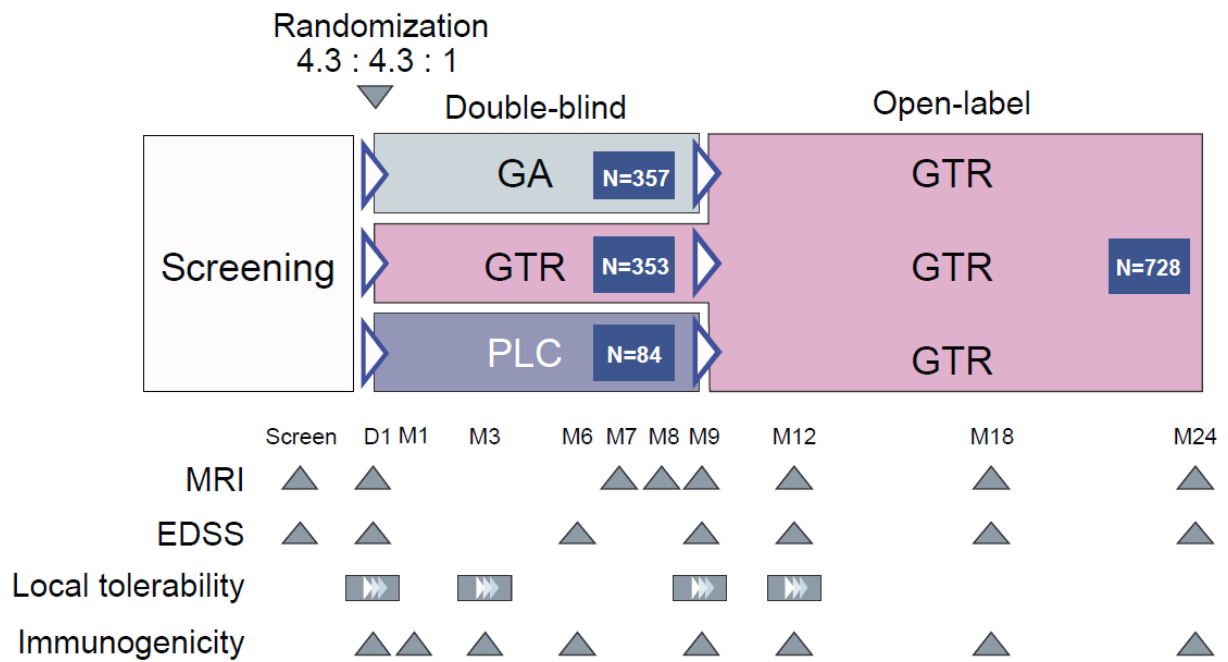 Randomization
4.3 : 4.3 : 1
Double-blind
Open-label
Screening
GA
N=357
GTR
GTR
N=353
GTR
N=728
PLC
N=84
GTR
Screen D1 M1 M3 M6 M7 M8 M9 M12 M18 M24
MRI
EDSS
Local tolerability
Immunogenicity